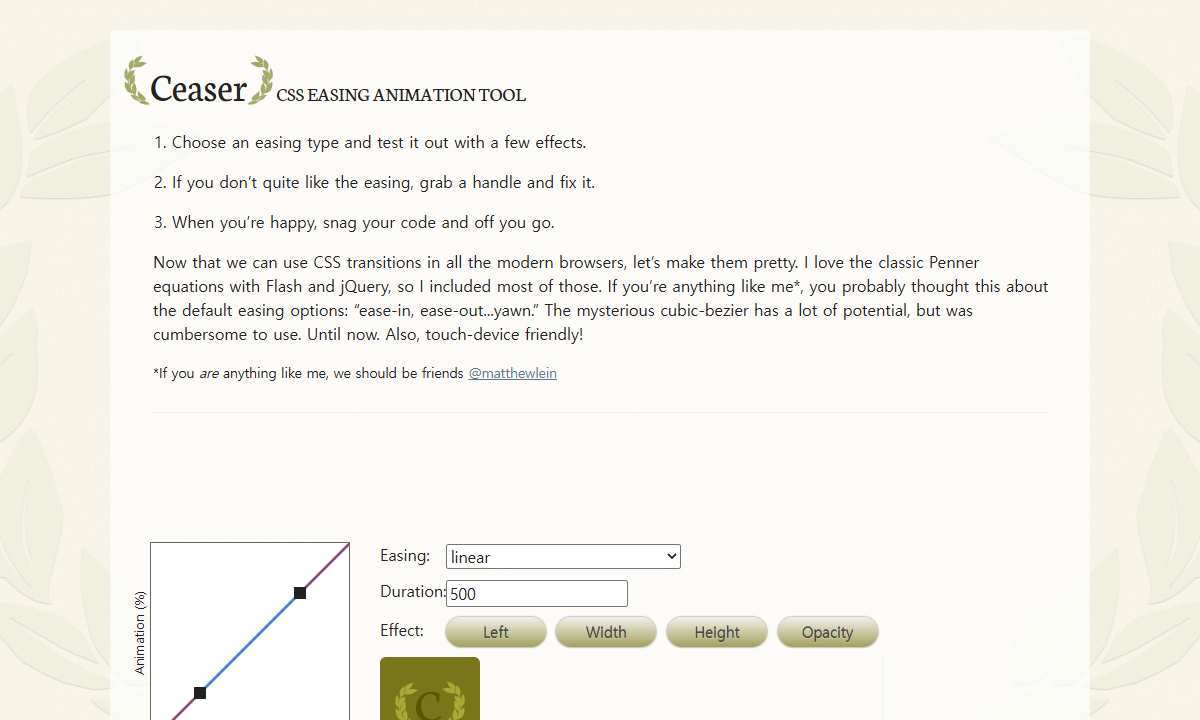 Ceaser CSS EASING ANIMATION TOOL
1. Choose an easing type and test it out with a few effects.
2. If you don't quite like the easing, grab a handle and fix it.
3. When you're happy, snag your code and off you go.
Now that we can use CSS transitions in all the modern browsers, let's make them pretty. I love the classic Penner
equations with Flash and jQuery, so I included most of those. If you're anything like me*, you probably thought this about
the default easing options: “ease-in, ease-out...yawn.” The mysterious cubic-bezier has a lot of potential, but was
cumbersome to use. Until now. Also, touch-device friendly!
*If you are anything like me, we should be friends @matthewlein
Animation (%)
Easing: linear
Duration: 500
Effect: Left Width Height Opacity
C